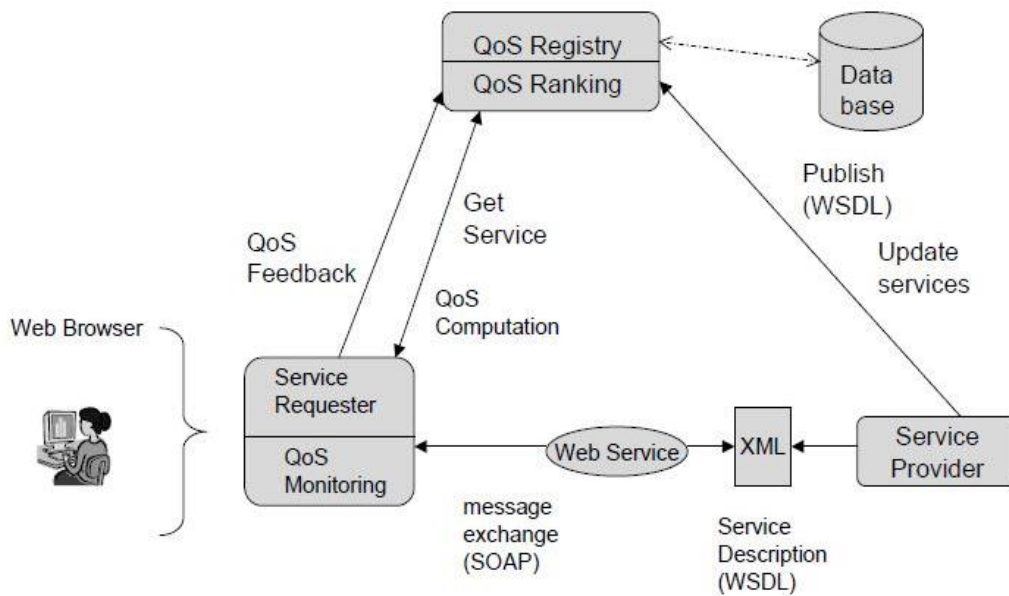 QoS Registry
QoS Ranking
Data
base
Publish
(WSDL)
Get
Service
QoS
Feedback
Update
services
QoS
Computation
Web Browser
Service
Requester
QoS
Monitoring
Web Service
XML
Service
Provider
message
exchange
(SOAP)
Service
Description
(WSDL)